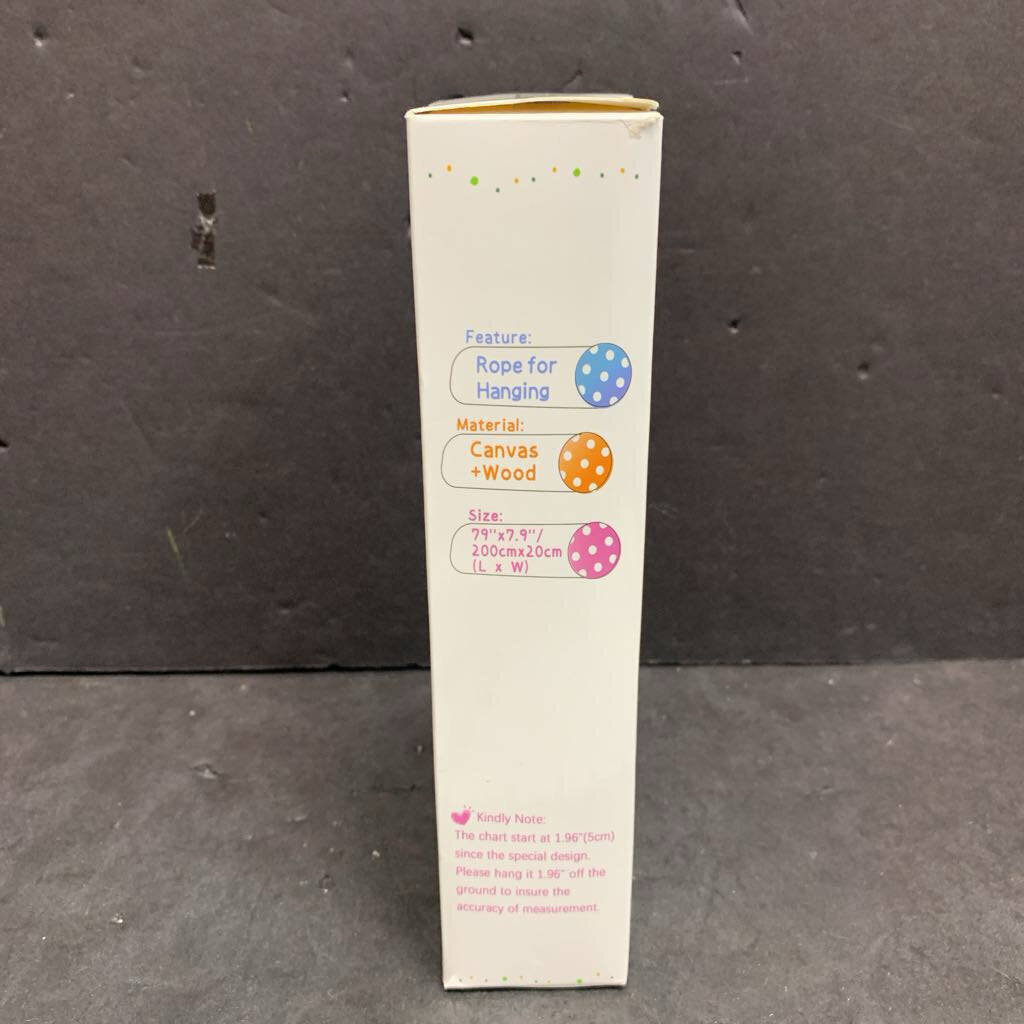 Feature:
Rope for
Hanging
Material:
Canvas
+Wood
Size:
79"x7.9"/
200cmx20cm
(L x W)
Kindly Note:
The chart start at 1.96"(5cm)
since the special design.
Please hang it 1.96" off the
ground to insure the
accuracy of measurement.